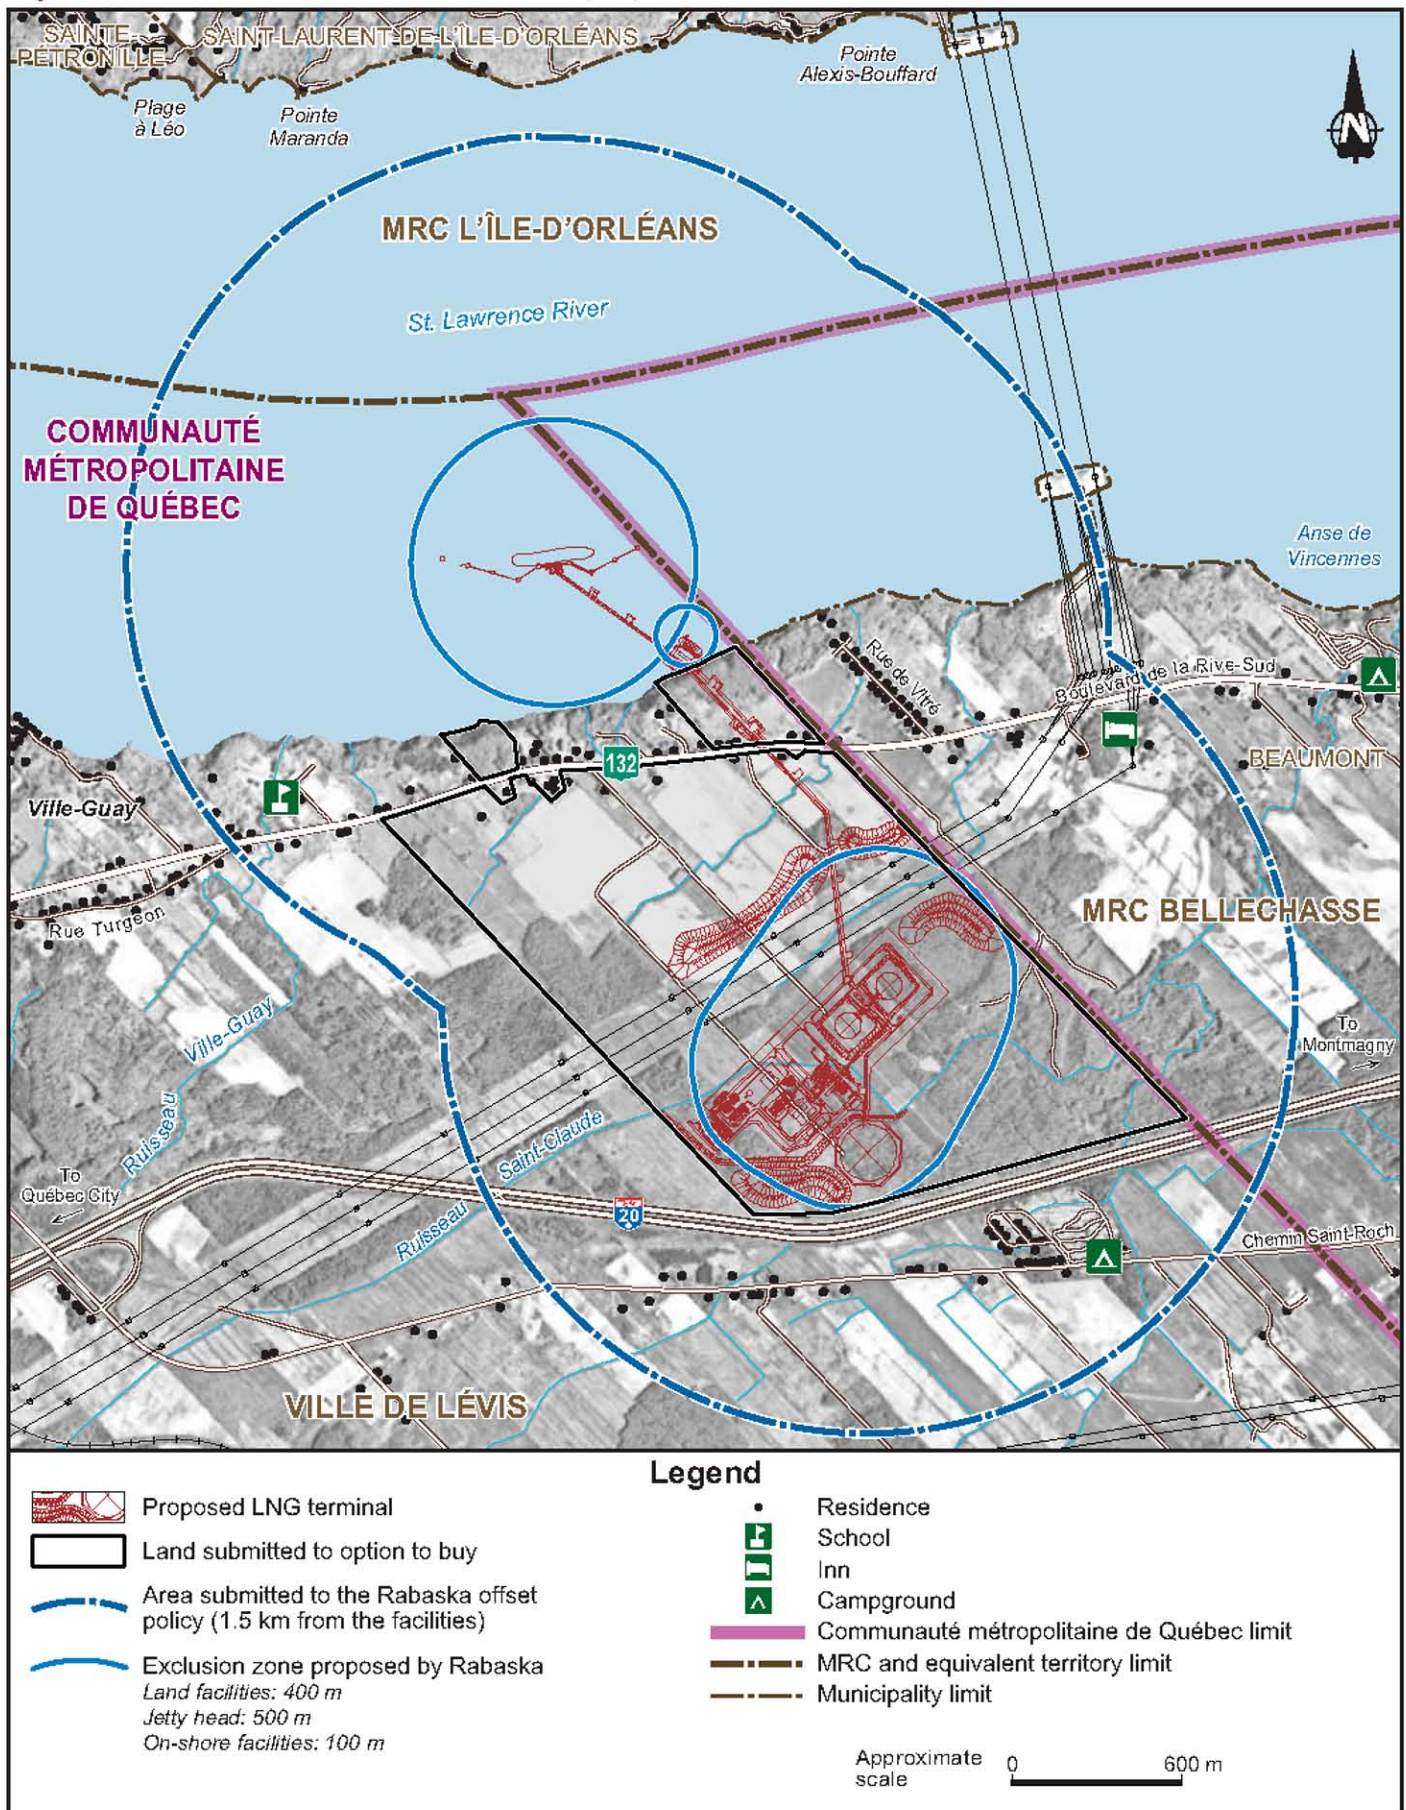 SAINTE-
PÉTRONILLE
SAINT-LAURENT-DE-L'ÎLE-D'ORLÉANS
Plage
à Léo
Pointe
Maranda
Pointe
Alexis-Bouffard
N
MRC L'ÎLE-D'ORLÉANS
St. Lawrence River
COMMUNAUTÉ
MÉTROPOLITAINE
DE QUÉBEC
Anse de
Vincennes
Rue de Vitré
Boulevard de la Rive-Sud
132
BEAUMONT
Ville-Guay
Rue Turgeon
MRC BELLECHASSE
Ruisseau Ville-Guay
To
Montmagny
Ruisseau Saint-Claude
To
Québec City
20
Chemin Saint-Roch
VILLE DE LÉVIS
Legend
Proposed LNG terminal
Land submitted to option to buy
Area submitted to the Rabaska offset
policy (1.5 km from the facilities)
Exclusion zone proposed by Rabaska
Land facilities: 400 m
Jetty head: 500 m
On-shore facilities: 100 m
Residence
School
Inn
Campground
Communauté métropolitaine de Québec limit
MRC and equivalent territory limit
Municipality limit
Approximate
scale
0 600 m